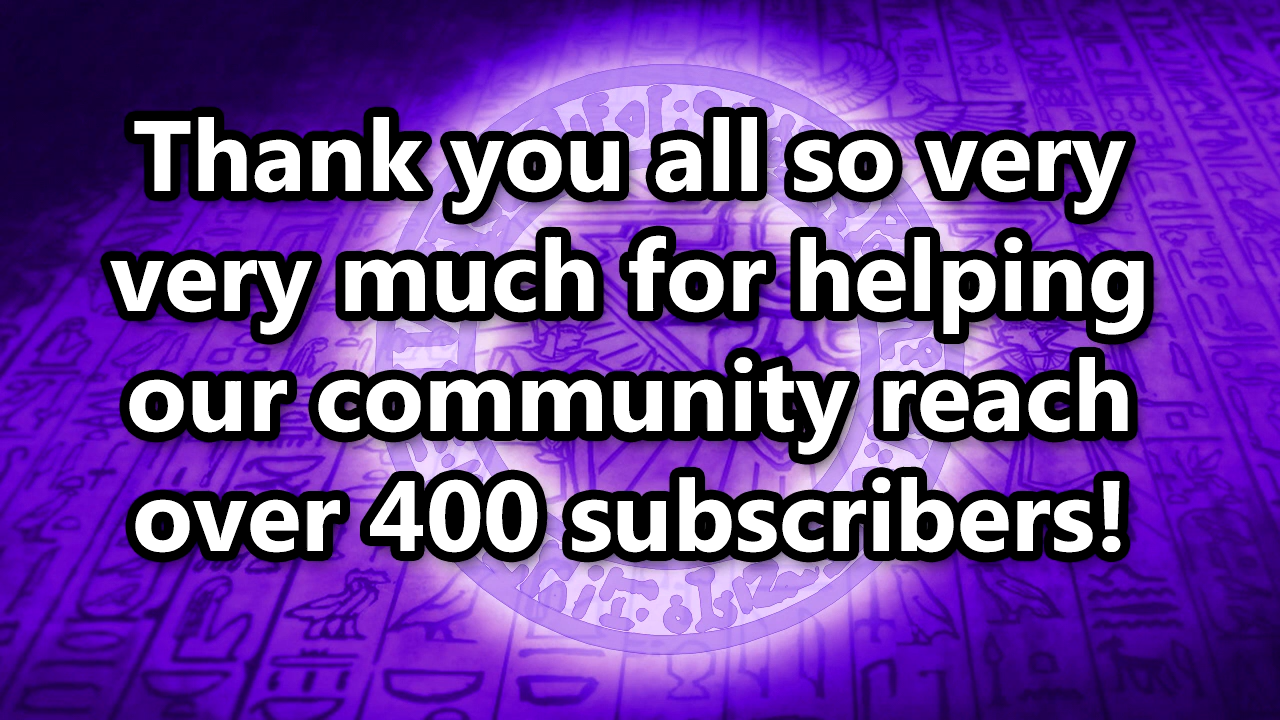 Thank you all so very
very much for helping
our community reach
over 400 subscribers!